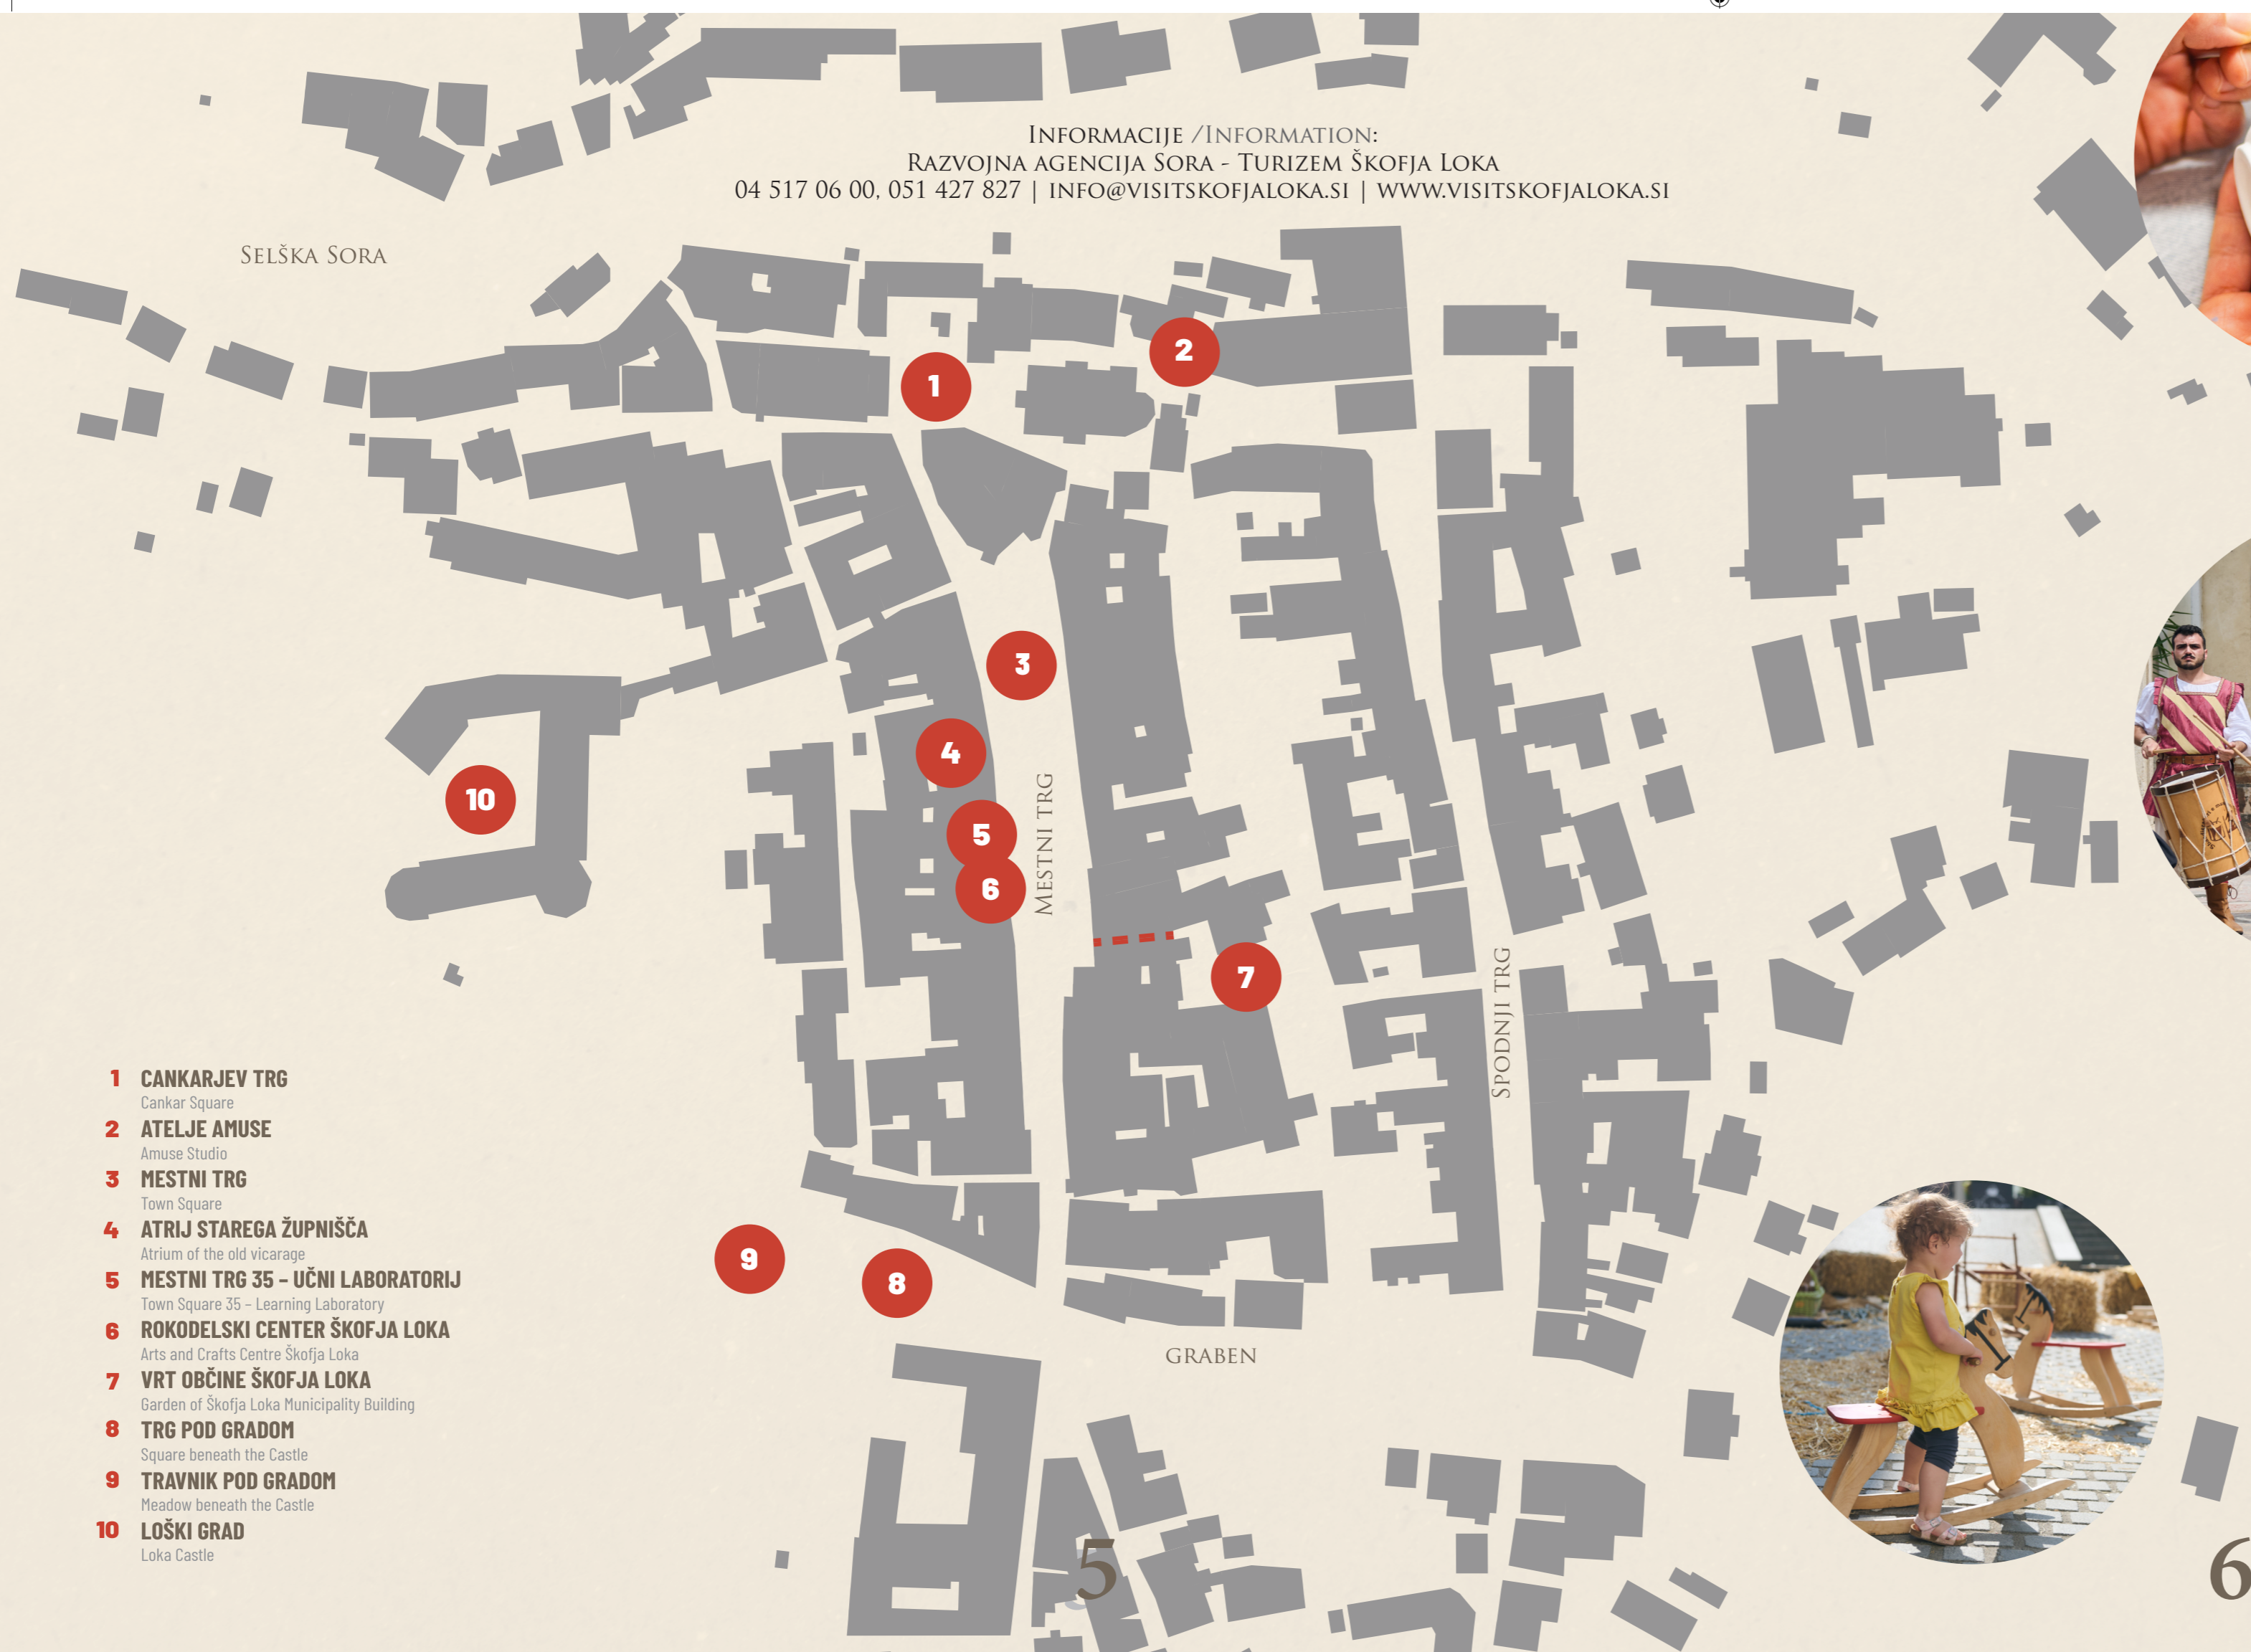 INFORMACIJE /INFORMATION:
RAZVOJNA AGENCIJA SORA - TURIZEM ŠKOFJA LOKA
04 517 06 00, 051 427 827 | INFO@VISITSKOFJALOKA.SI | WWW.VISITSKOFJALOKA.SI
SELŠKA SORA
1
2
3
4
5
6
7
8
9
10
MESTNI TRG
SPODNJI TRG
GRABEN
1 CANKARJEV TRG
Cankar Square
2 ATELJE AMUSE
Amuse Studio
3 MESTNI TRG
Town Square
4 ATRIJ STAREGA ŽUPNIŠČA
Atrium of the old vicarage
5 MESTNI TRG 35 – UČNI LABORATORIJ
Town Square 35 – Learning Laboratory
6 ROKODELSKI CENTER ŠKOFJA LOKA
Arts and Crafts Centre Škofja Loka
7 VRT OBČINE ŠKOFJA LOKA
Garden of Škofja Loka Municipality Building
8 TRG POD GRADOM
Square beneath the Castle
9 TRAVNIK POD GRADOM
Meadow beneath the Castle
10 LOŠKI GRAD
Loka Castle
5
6